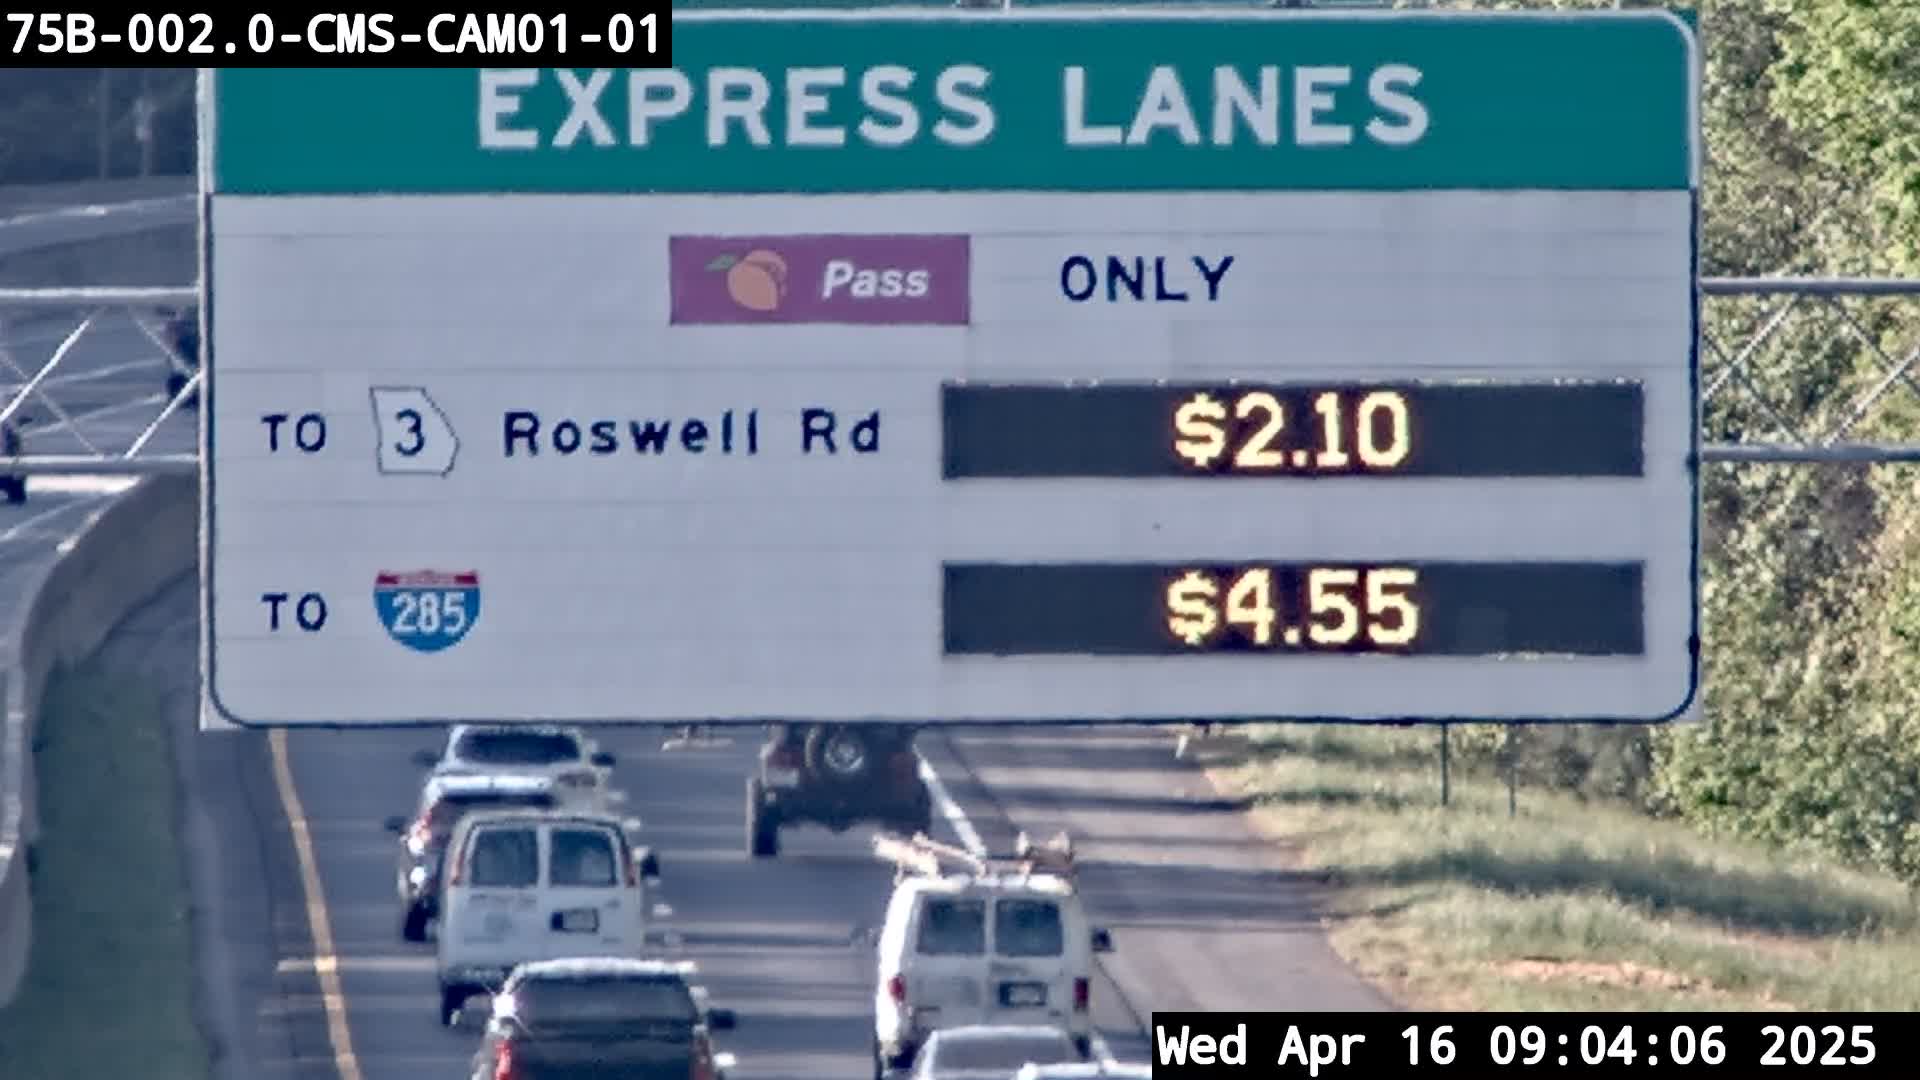 75B-002.0-CMS-CAM01-01
EXPRESS LANES
Pass ONLY
TO 3 Roswell Rd $2.10
TO 285 $4.55
Wed Apr 16 09:04:06 2025